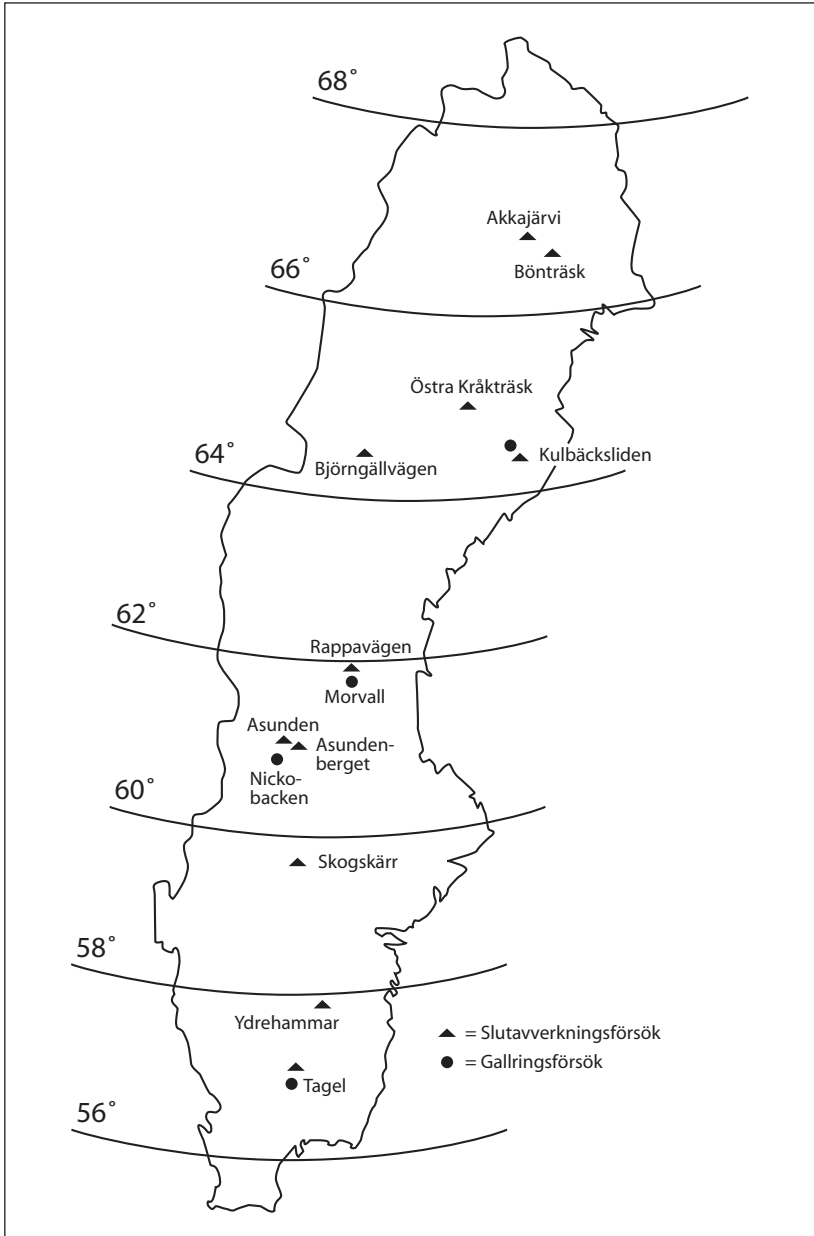 68°
Akkajärvi
Bönträsk
66°
Östra Kråkträsk
Kulbäcksliden
Björngällvägen
64°
62°
Rappavägen
Morvall
Asunden
Asunden-
berget
Nicko-
backen
60°
Skogskärr
58°
Ydrehammar
▲ = Slutavverkningsförsök
● = Gallringsförsök
Tagel
56°